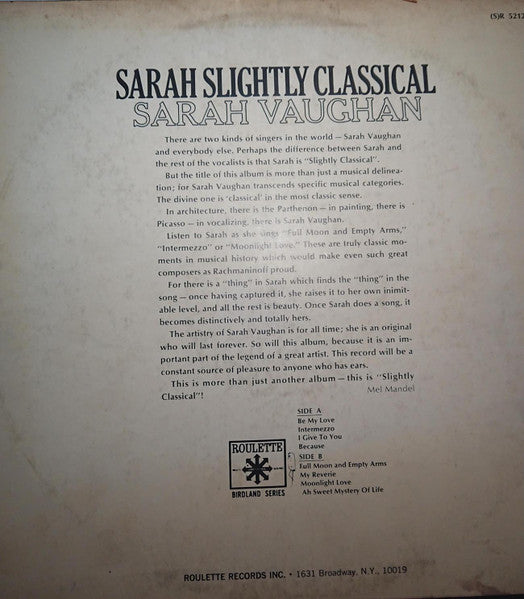 (S)R 5212
SARAH SLIGHTLY CLASSICAL
SARAH VAUGHAN
There are two kinds of singers in the world — Sarah Vaughan
and everybody else. Perhaps the difference between Sarah and
the rest of the vocalists is that Sarah is "Slightly Classical".
But the title of this album is more than just a musical delinea-
tion; for Sarah Vaughan transcends specific musical categories.
The divine one is 'classical' in the most classic sense.
In architecture, there is the Parthenon — in painting, there is
Picasso — in vocalizing, there is Sarah Vaughan.
Listen to Sarah as she sings "Full Moon and Empty Arms,"
"Intermezzo" or "Moonlight Love." These are truly classic mo-
ments in musical history which would make even such great
composers as Rachmaninoff proud.
For there is a "thing" in Sarah which finds the "thing" in the
song — once having captured it, she raises it to her own inimit-
able level, and all the rest is beauty. Once Sarah does a song, it
becomes distinctively and totally hers.
The artistry of Sarah Vaughan is for all time; she is an original
who will last forever. So will this album, because it is an im-
portant part of the legend of a great artist. This record will be a
constant source of pleasure to anyone who has ears.
This is more than just another album — this is "Slightly
Classical"!
Mel Mandel
SIDE A
Be My Love
Intermezzo
I Give To You
Because
SIDE B
Full Moon and Empty Arms
My Reverie
Moonlight Love
Ah Sweet Mystery Of Life
ROULETTE
BIRDLAND SERIES
ROULETTE RECORDS INC. • 1631 Broadway, N.Y., 10019